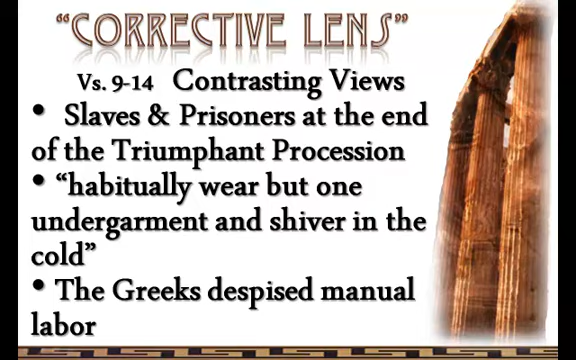 “CORRECTIVE LENS”
Vs. 9-14 Contrasting Views
• Slaves & Prisoners at the end
of the Triumphant Procession
• “habitually wear but one
undergarment and shiver in the
cold”
• The Greeks despised manual
labor